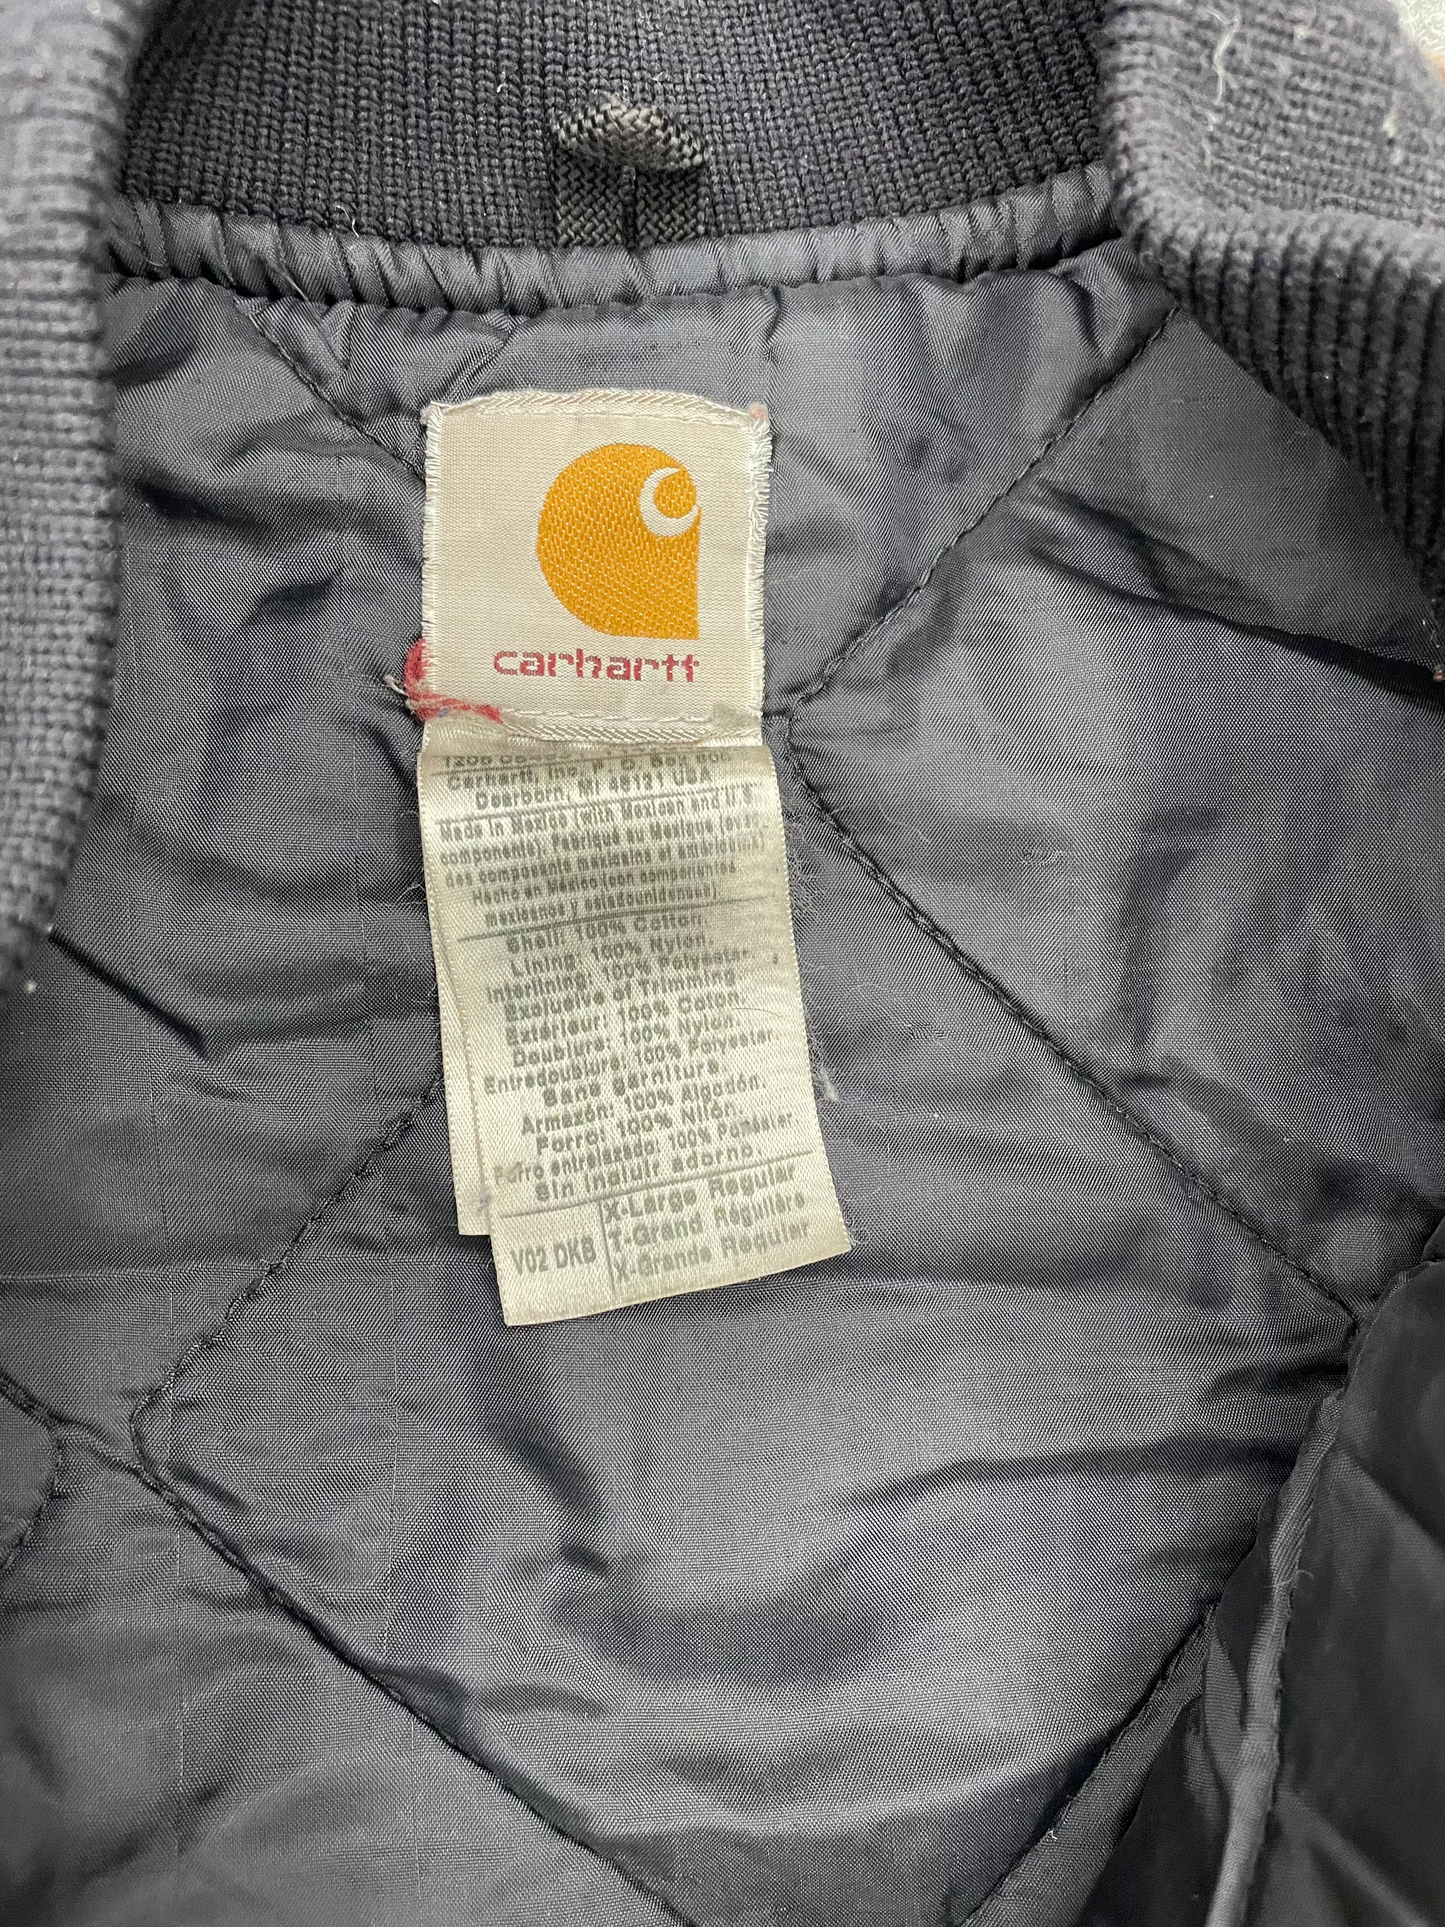 carhartt
Carhartt, Inc. P. O. Box 600
Dearborn, MI 48121 USA
Made in Mexico (with Mexican and U.S.
components). Fabriqué au Mexique (avec
des composants mexicains et américains)
Hecho en México (con componentes
mexicanos y estadounidenses)
Shell: 100% Cotton.
Lining: 100% Nylon.
Interlining: 100% Polyester.
Exclusive of Trimming
Extérieur: 100% Coton.
Doublure: 100% Nylon.
Entredoublure: 100% Polyester.
Sans garniture.
Armazón: 100% Algodón.
Forro: 100% Nilón.
Forro entrelazado: 100% Poliéster.
Sin incluir adorno.
X-Large Regular
T-Grand Régulière
V02 DKB X-Grande Regular